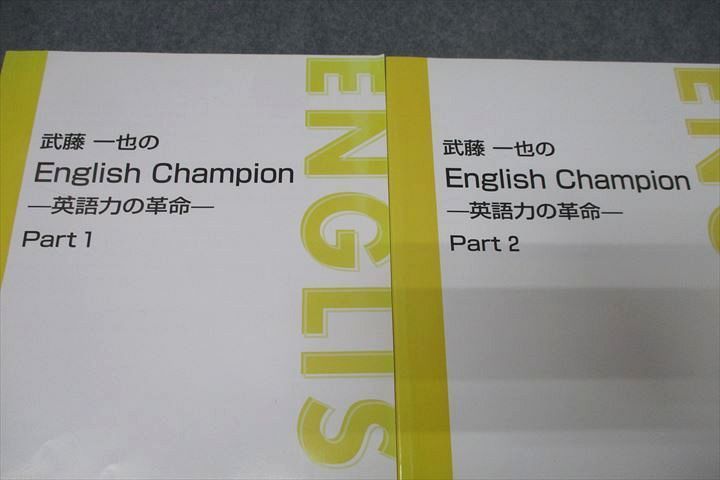 武藤 一也の
English Champion
―英語力の革命―
Part 1
ENGLIS
武藤 一也の
English Champion
―英語力の革命―
Part 2
EN